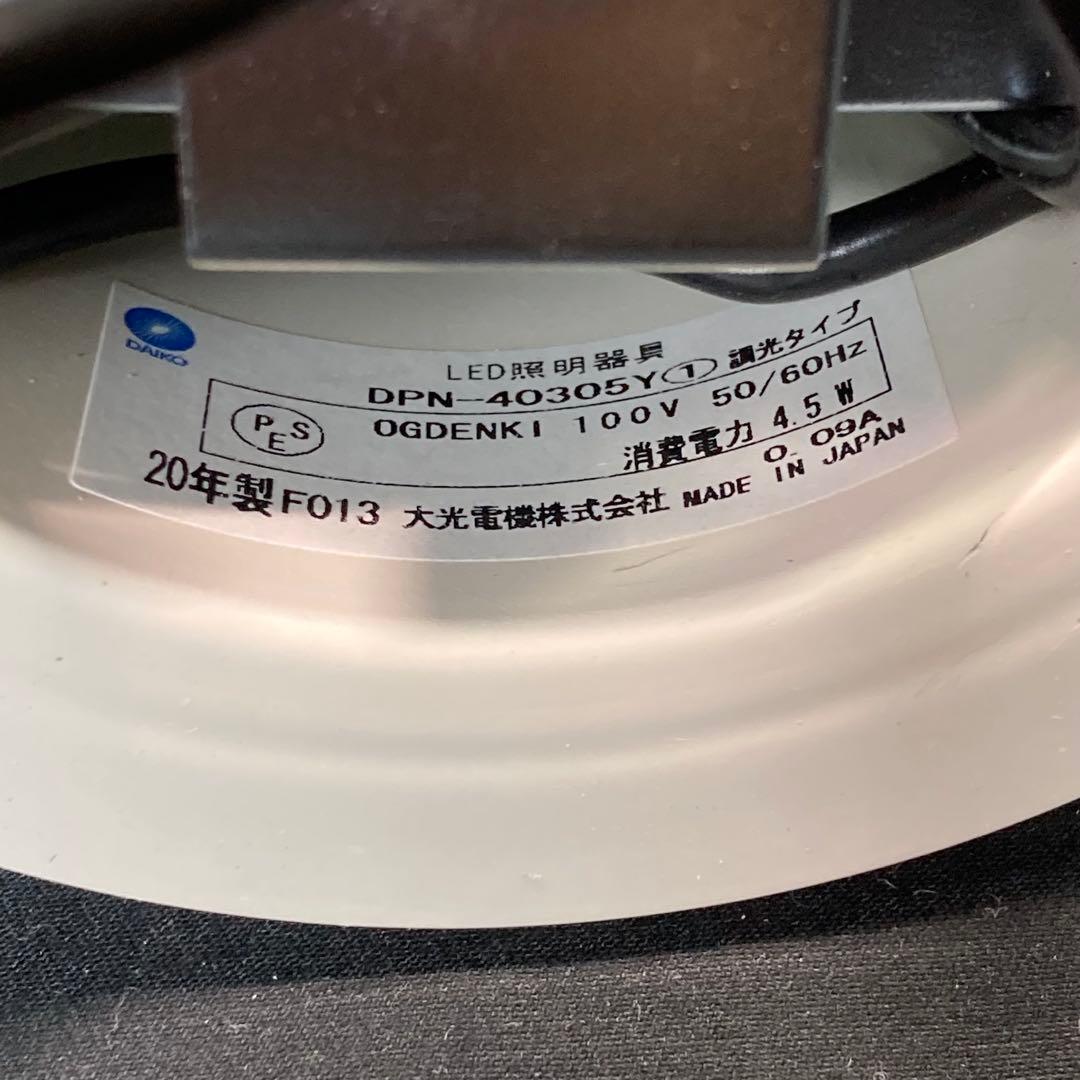 DAIKO
LED照明器具
DPN-40305Y① 調光タイプ
PSE
OGDENKI 100V 50/60Hz
消費電力 4.5W
0.09A
20年製F013 大光電機株式会社 MADE IN JAPAN